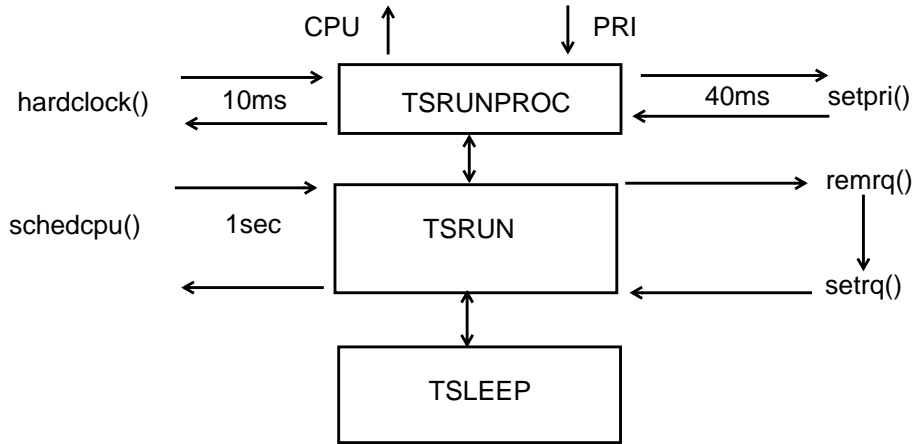 CPU
PRI
hardclock()
10ms
TSRUNPROC
40ms
setpri()
schedcpu()
1sec
TSRUN
remrq()
setrq()
TSLEEP